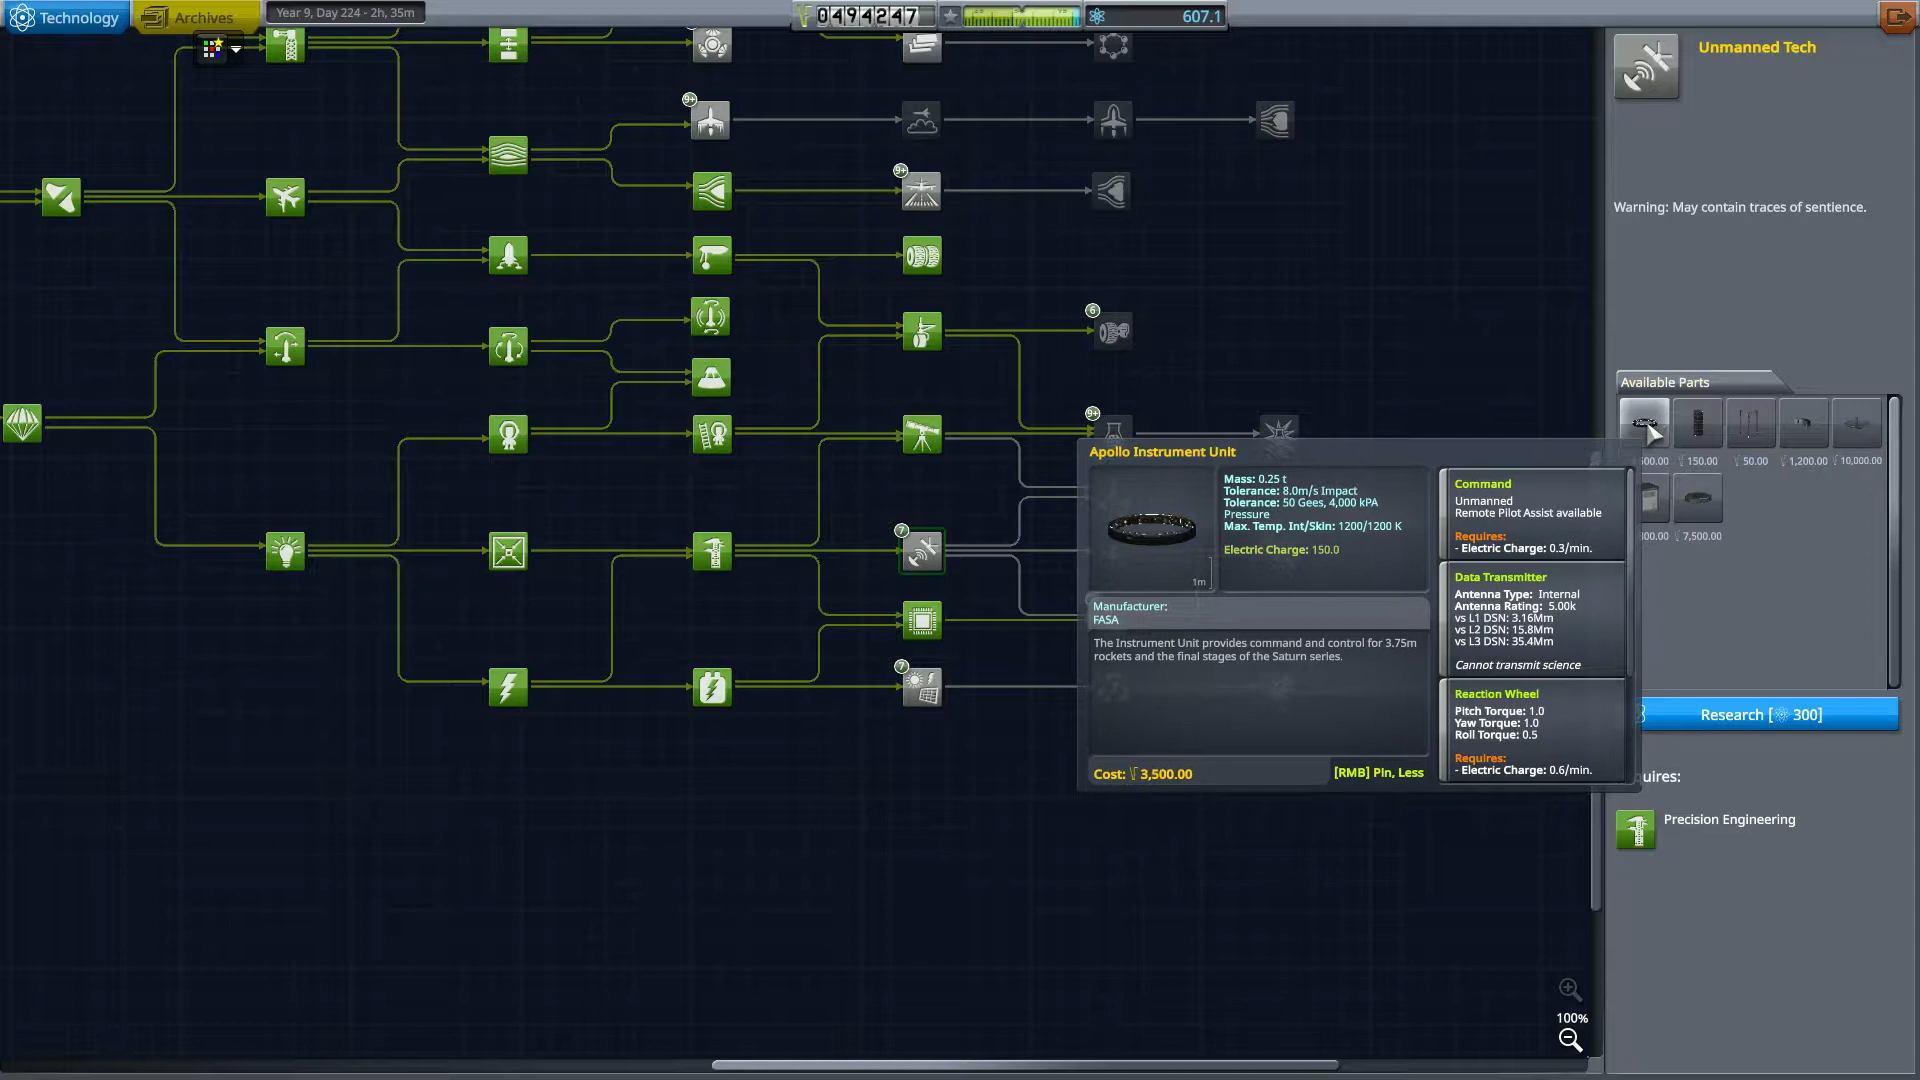 Technology
Archives
Year 9, Day 224 - 2h, 35m
0494247
607.1
Unmanned Tech
Warning: May contain traces of sentience.
Available Parts
150.00
50.00
1,200.00
10,000.00
7,500.00
9+
9+
6
9+
7
7
Apollo Instrument Unit
Mass: 0.25 t
Tolerance: 8.0m/s Impact
Tolerance: 50 Gees, 4,000 kPA
Pressure
Max. Temp. Int/Skin: 1200/1200 K
Electric Charge: 150.0
1m
Manufacturer:
FASA
The Instrument Unit provides command and control for 3.75m
rockets and the final stages of the Saturn series.
Cost: 3,500.00
[RMB] Pin, Less
Command
Unmanned
Remote Pilot Assist available
Requires:
- Electric Charge: 0.3/min.
Data Transmitter
Antenna Type: Internal
Antenna Rating: 5.00k
vs L1 DSN: 3.16Mm
vs L2 DSN: 15.8Mm
vs L3 DSN: 35.4Mm
Cannot transmit science
Reaction Wheel
Pitch Torque: 1.0
Yaw Torque: 1.0
Roll Torque: 0.5
Requires:
- Electric Charge: 0.6/min.
Research [300]
uires:
Precision Engineering
100%